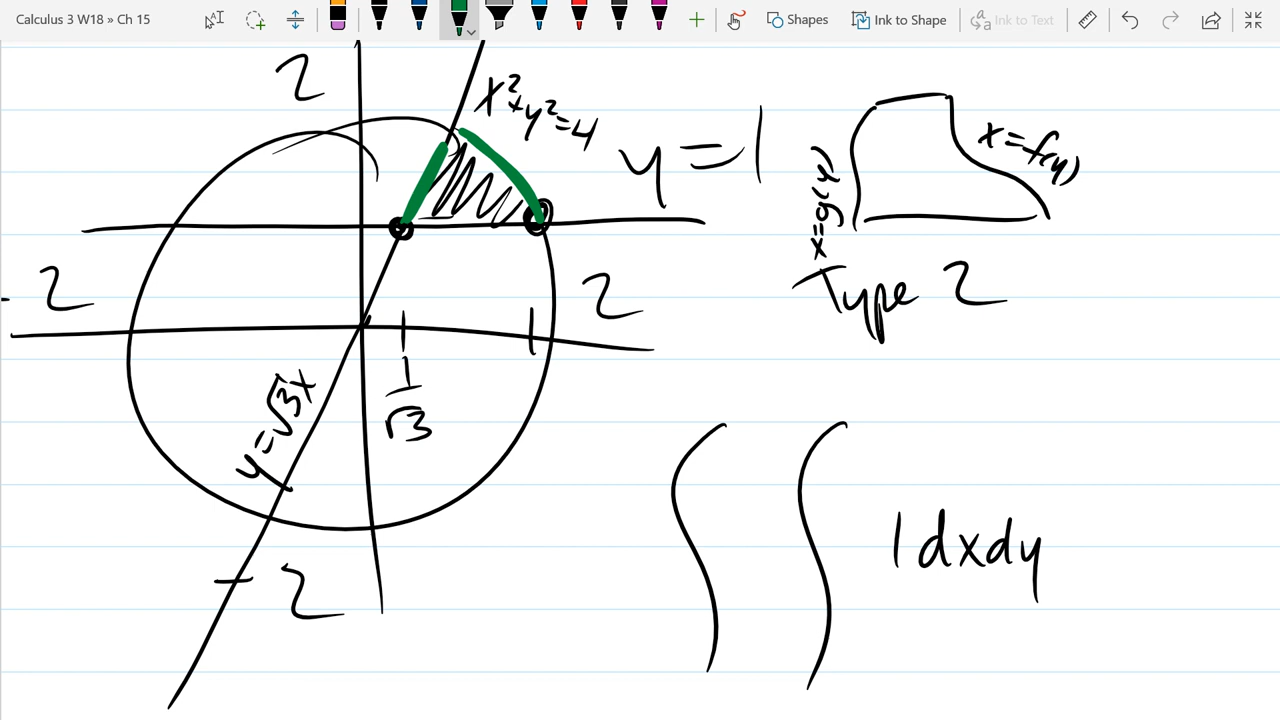 Calculus 3 W18 » Ch 15
Shapes
Ink to Shape
Ink to Text
2
x²+y²=4
y=1
x=g(y)
x=f(y)
Type 2
-2
2
1/√3
y=√3x
-2
∫∫ 1dxdy